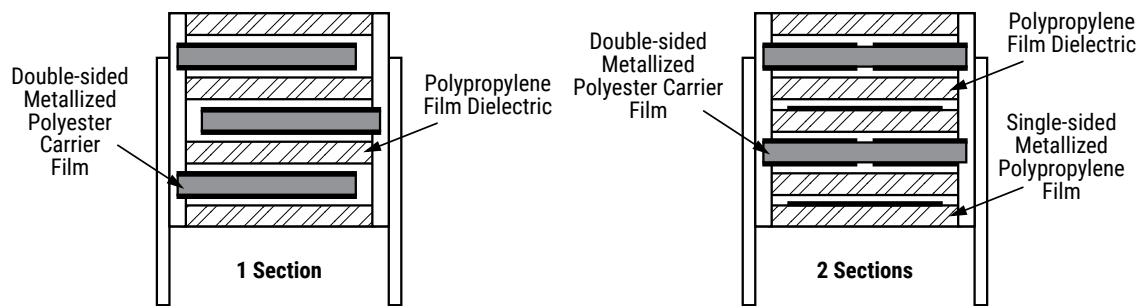 Double-sided
Metallized
Polyester
Carrier
Film
Polypropylene
Film Dielectric
1 Section
Double-sided
Metallized
Polyester Carrier
Film
Polypropylene
Film Dielectric
Single-sided
Metallized
Polypropylene
Film
2 Sections